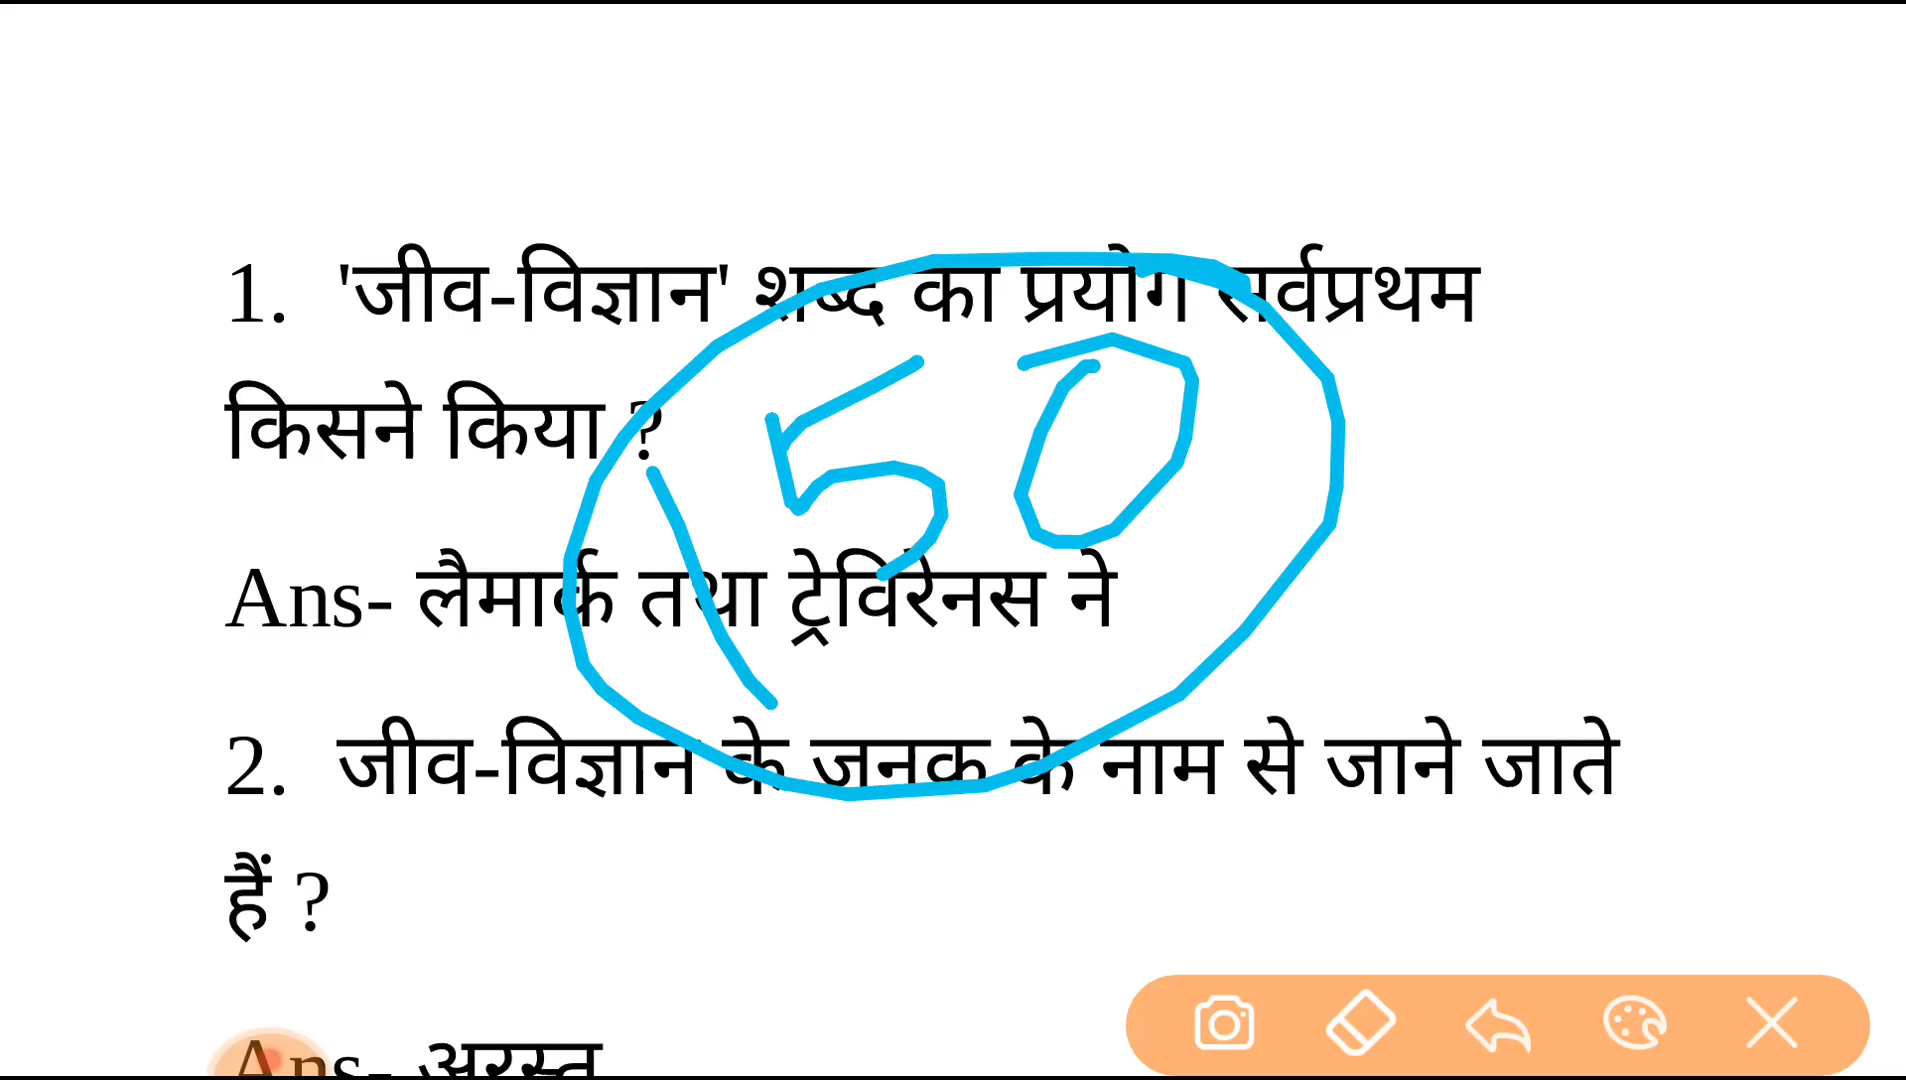 1. 'जीव-विज्ञान' शब्द का प्रयोग सर्वप्रथम
किसने किया ?
150
Ans- लैमार्क तथा ट्रेविरेनस ने
2. जीव-विज्ञान के जनक के नाम से जाने जाते
हैं ?
Ans- अरस्तू